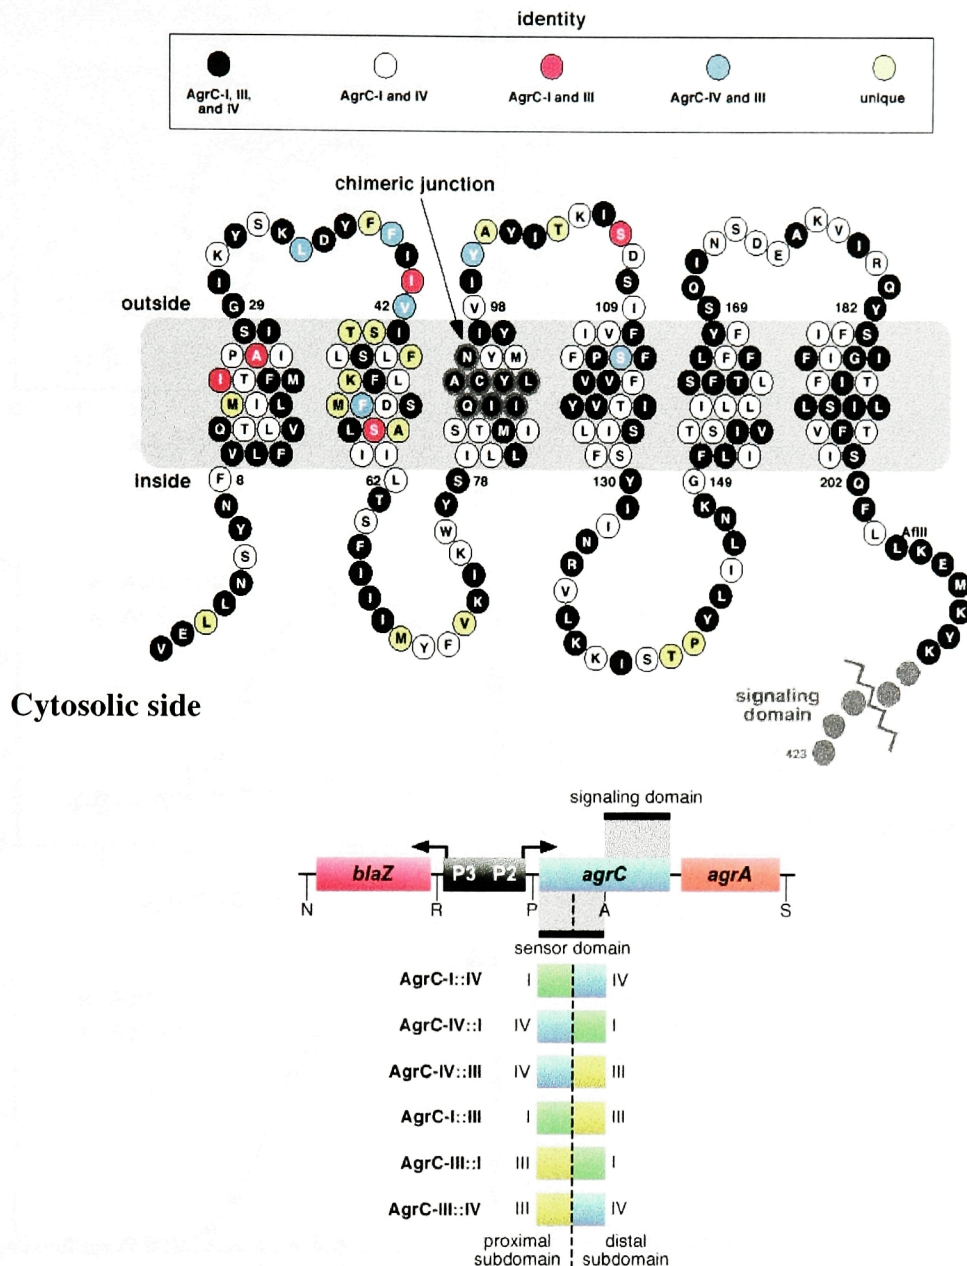 identity
AgrC-I, III,
and IV
AgrC-I and IV
AgrC-I and III
AgrC-IV and III
unique
chimeric junction
I K Y S K L D Y F F I I V
V I Y A Y I T K I S D S I
S Q I N S D E A K V I R Q Y
outside
G 29 42 98 109 169 182
S I T S I I Y I V F Y F I F S
P A I L S L F N Y M F P S F L F F F I G I
I T F M K F L A C Y L V V F S F T L F I T
M I L M F D S Q I I Y V T I I L L L S I L
Q T L V L S A S T M I L I S T S I V V F T
V L F I I I L L F S F L I I S
inside
F 8 62 L S 78 130 Y G 149 202 Q
N Y S N L L E V
T S F I I I M Y F V K I K W Y
I I N R V L K K I S T P Y L I L N K
F L L K E M K Y K
AflII
Cytosolic side
signaling
domain
423
signaling domain
blaZ P3 P2 agrC agrA
N R P A S
sensor domain
AgrC-I::IV I IV
AgrC-IV::I IV I
AgrC-IV::III IV III
AgrC-I::III I III
AgrC-III::I III I
AgrC-III::IV III IV
proximal
subdomain
distal
subdomain